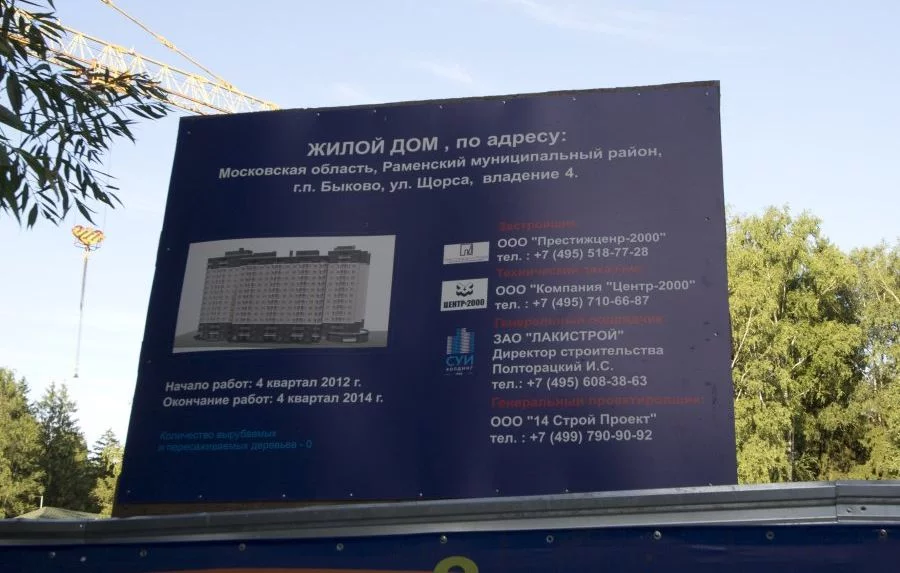 ЖИЛОЙ ДОМ , по адресу:
Московская область, Раменский муниципальный район,
г.п. Быково, ул. Щорса, владение 4.
Застройщик:
ООО "Престижценр-2000"
тел. : +7 (495) 518-77-28
Технический заказчик:
ЦЕНТР-2000
ООО "Компания "Центр-2000"
тел. : +7 (495) 710-66-87
Генеральный подрядчик:
СУИ
ХОЛДИНГ
ЗАО "ЛАКИСТРОЙ"
Директор строительства
Полторацкий И.С.
тел.: +7 (495) 608-38-63
Генеральный проектировщик:
ООО "14 Строй Проект"
тел. : +7 (499) 790-90-92
Начало работ: 4 квартал 2012 г.
Окончание работ: 4 квартал 2014 г.
Количество вырубаемых
и пересаживаемых деревьев - 0